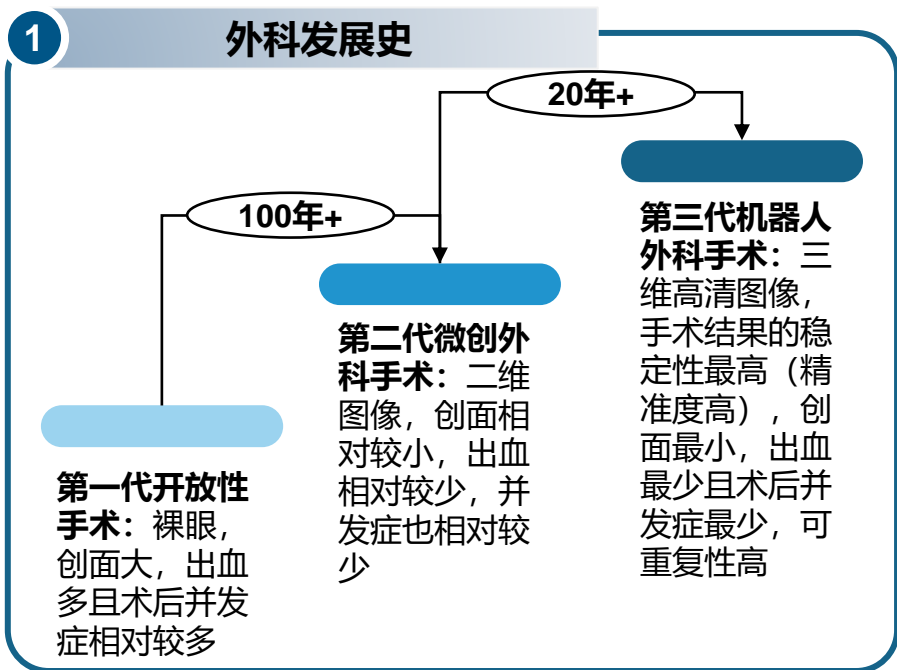 1
外科发展史
20年+
100年+
第三代机器人
外科手术：三
维高清图像，
手术结果的稳
定性最高（精
准度高），创
面最小，出血
最少且术后并
发症最少，可
重复性高
第二代微创外
科手术：二维
图像，创面相
对较小，出血
相对较少，并
发症也相对较
少
第一代开放性
手术：裸眼，
创面大，出血
多且术后并发
症相对较多